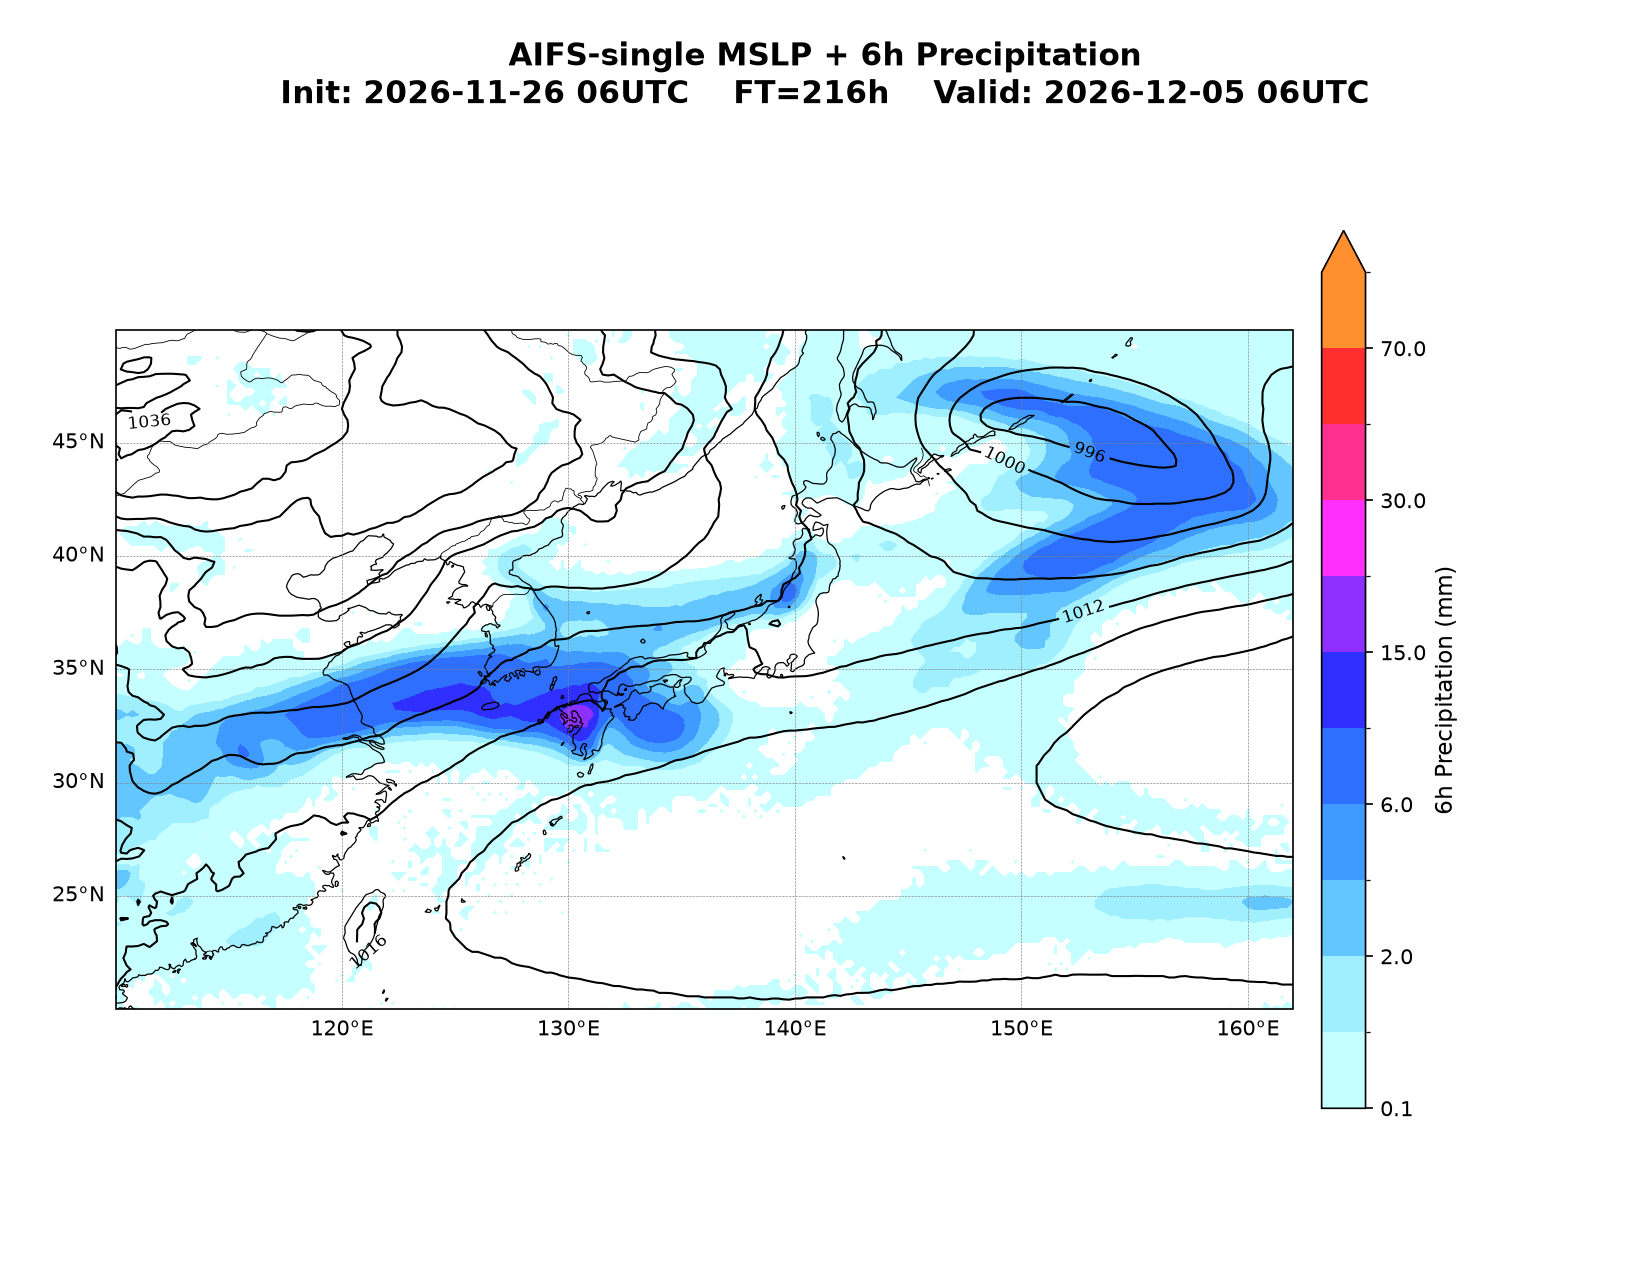 AIFS-single MSLP + 6h Precipitation
Init: 2026-11-26 06UTC    FT=216h    Valid: 2026-12-05 06UTC
1036
996
1000
1012
1016
45°N
40°N
35°N
30°N
25°N
120°E
130°E
140°E
150°E
160°E
70.0
30.0
15.0
6.0
2.0
0.1
6h Precipitation (mm)